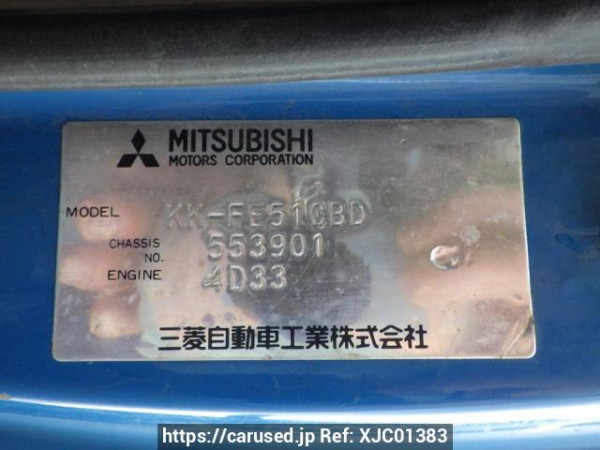 MITSUBISHI
MOTORS CORPORATION
MODEL KK-FE51CBD
CHASSIS NO. 553901
ENGINE 4D33
三菱自動車工業株式会社
https://carused.jp Ref: XJC01383